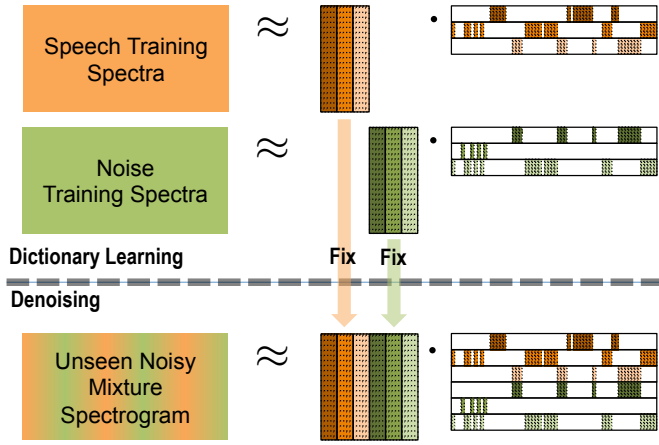 Speech Training
Spectra
≈
·
Noise
Training Spectra
≈
·
Dictionary Learning
Fix
Fix
Denoising
Unseen Noisy
Mixture
Spectrogram
≈
·